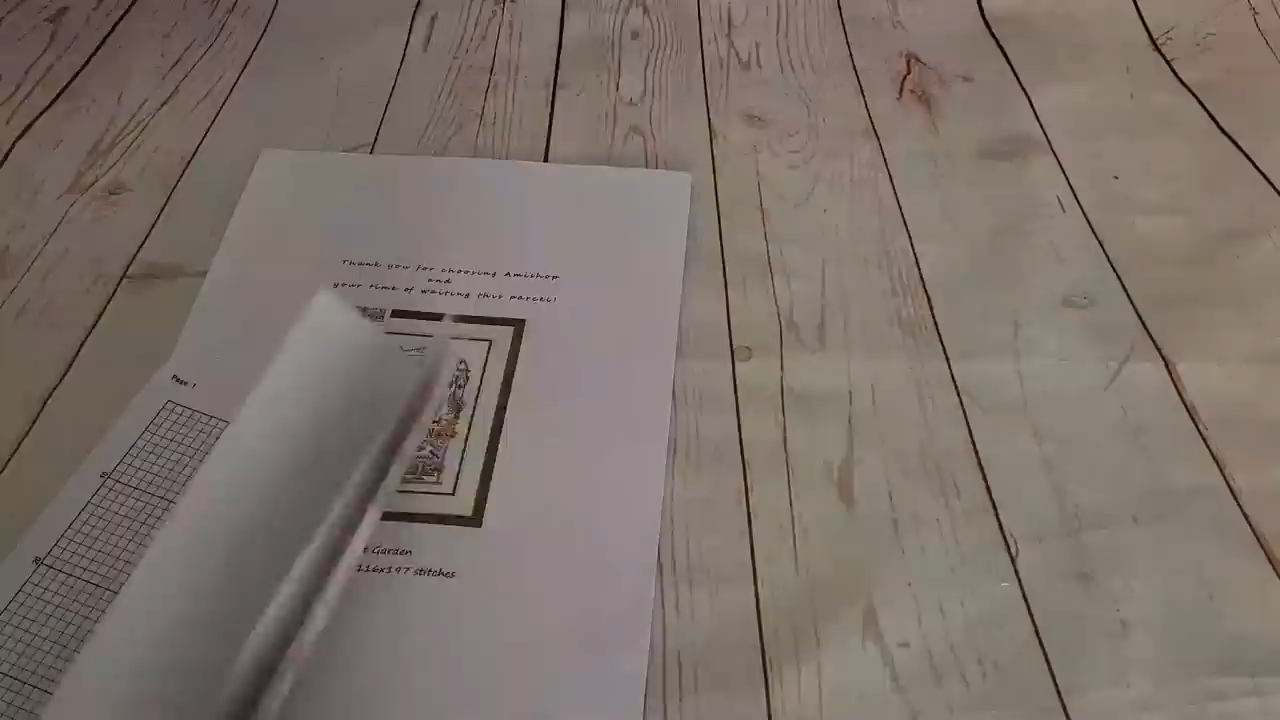 Thank you for choosing Amishop
and
your time of waiting this parcel!
Page 1
Garden
116x197 stitches